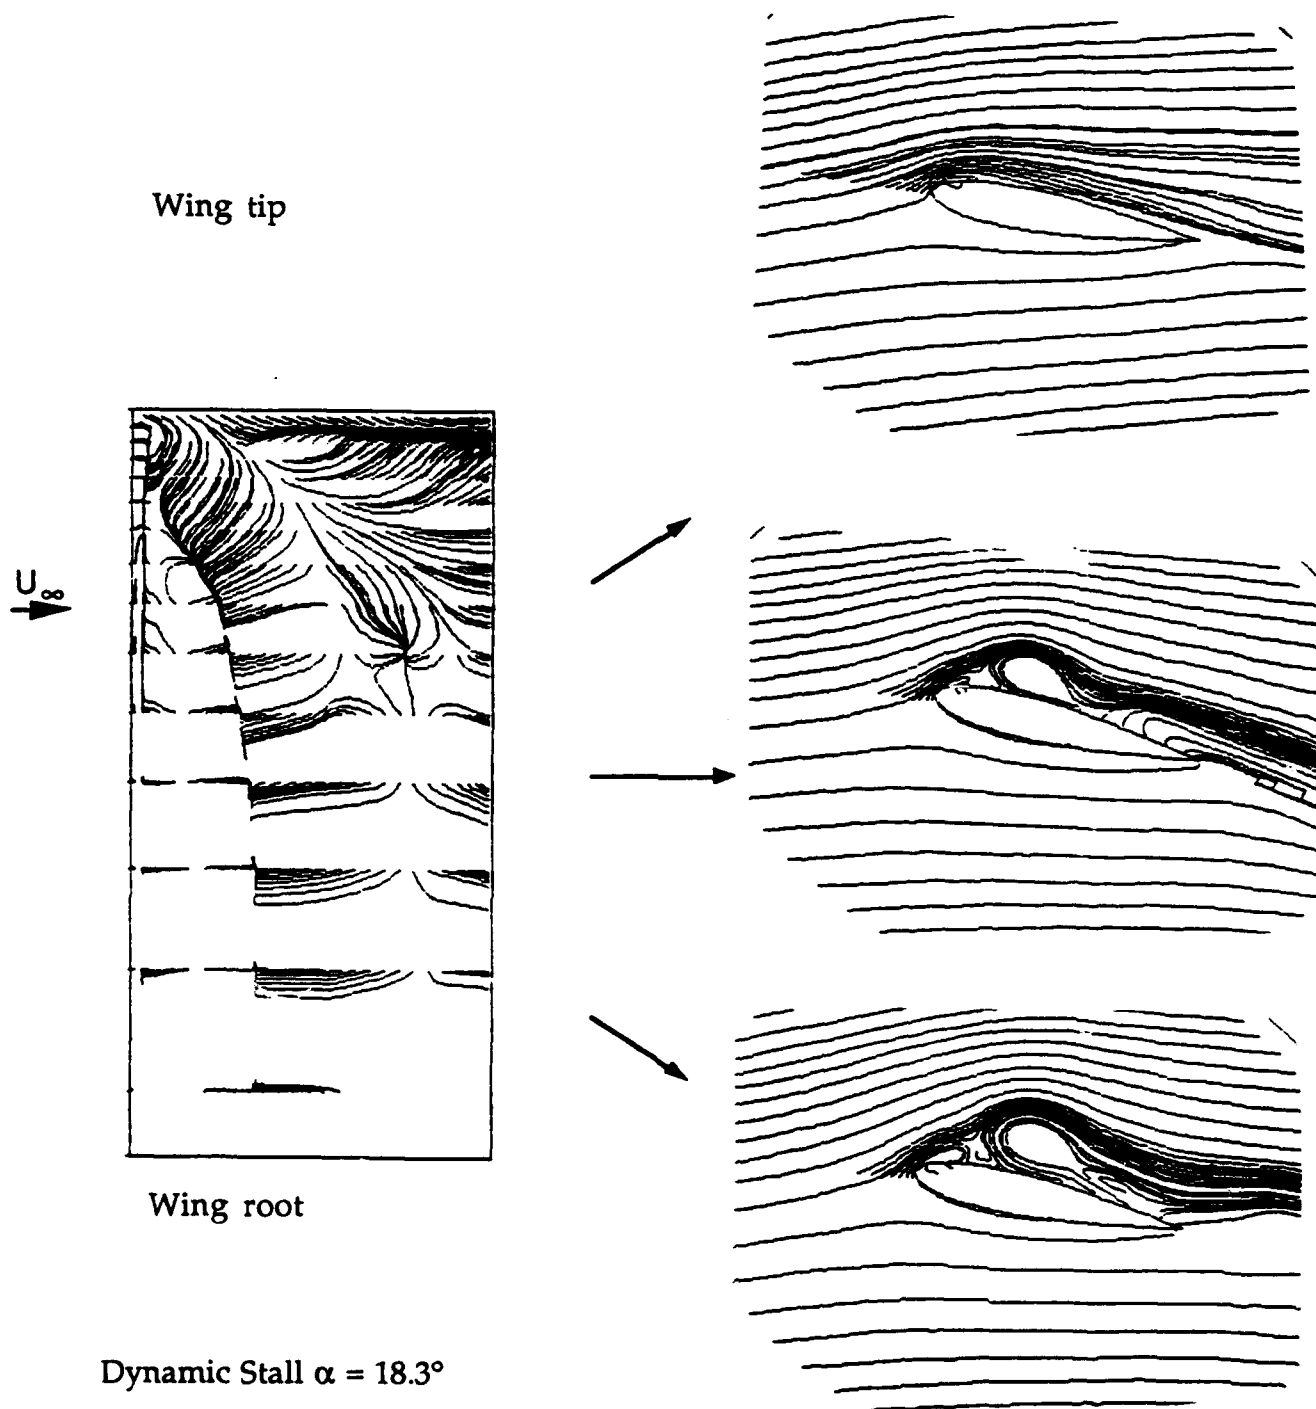 Wing tip
U∞
Wing root
Dynamic Stall α = 18.3°